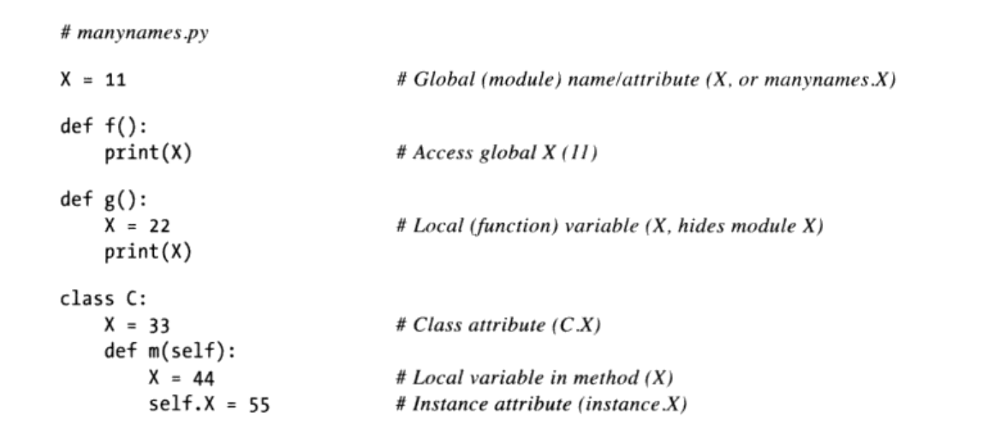 # manynames.py
X = 11 # Global (module) name/attribute (X, or manynames.X)
def f():
    print(X) # Access global X (11)
def g():
    X = 22 # Local (function) variable (X, hides module X)
    print(X)
class C:
    X = 33 # Class attribute (C.X)
    def m(self):
        X = 44 # Local variable in method (X)
        self.X = 55 # Instance attribute (instance.X)